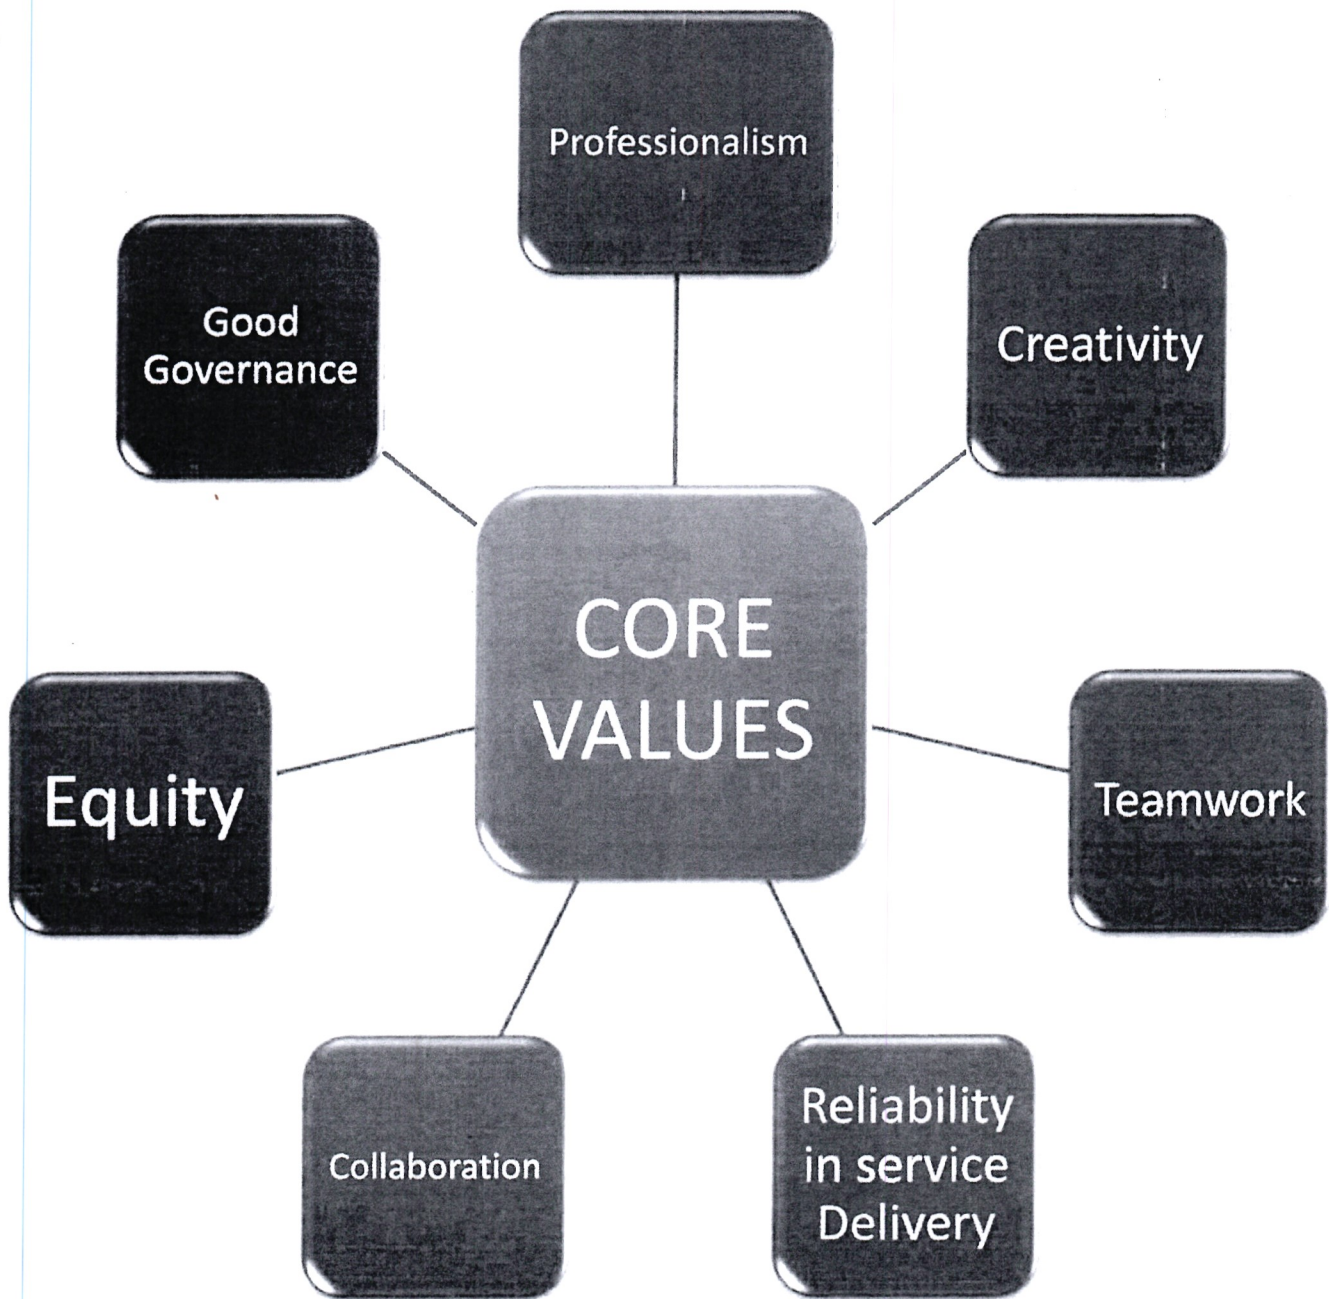 Professionalism
Good
Governance
Creativity
CORE
VALUES
Equity
Teamwork
Collaboration
Reliability
in service
Delivery